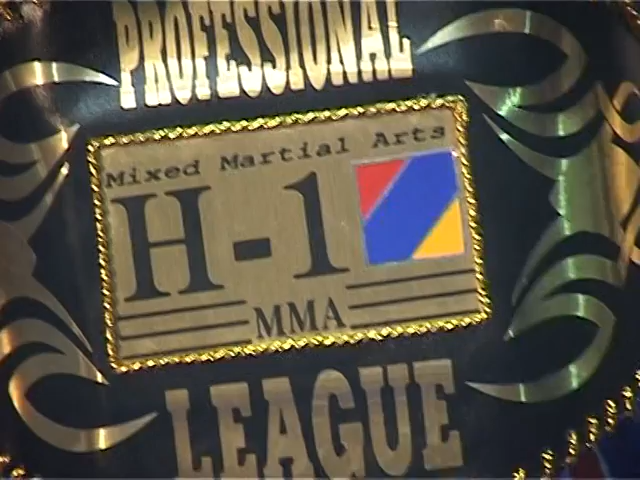 PROFESSIONAL
Mixed Martial Arts
H-1
MMA
LEAGUE